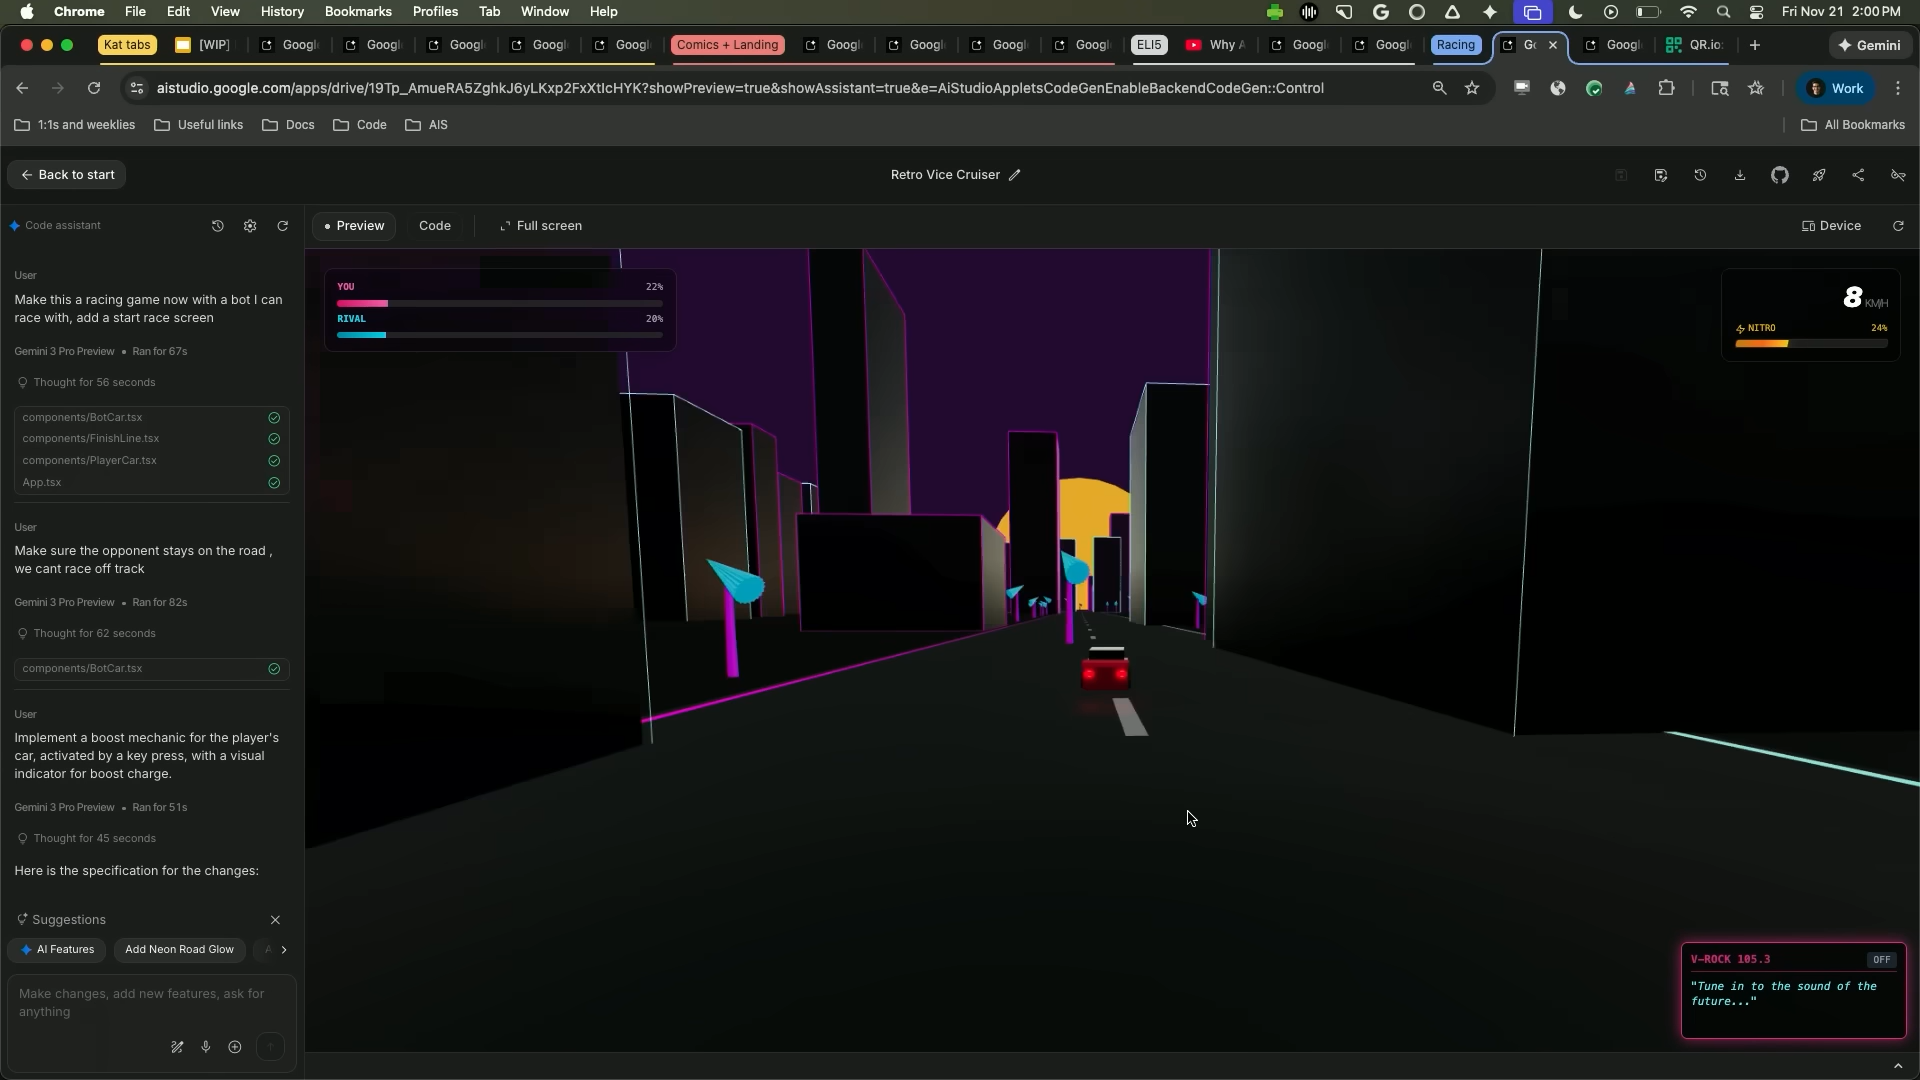 Chrome File Edit View History Bookmarks Profiles Tab Window Help
Fri Nov 21 2:00 PM
Kat tabs
[WIP]
Googl
Googl
Googl
Googl
Googl
Comics + Landing
Googl
Googl
Googl
Googl
ELI5
Why A
Googl
Googl
Racing
Go
Googl
QR.io:
Gemini
aistudio.google.com/apps/drive/19Tp_AmueRA5ZghkJ6yLKxp2FxXtIcHYK?showPreview=true&showAssistant=true&e=AiStudioAppletsCodeGenEnableBackendCodeGen::Control
Work
1:1s and weeklies
Useful links
Docs
Code
AIS
All Bookmarks
Back to start
Retro Vice Cruiser
Code assistant
Preview
Code
Full screen
Device
User
Make this a racing game now with a bot I can
race with, add a start race screen
Gemini 3 Pro Preview • Ran for 67s
Thought for 56 seconds
components/BotCar.tsx
components/FinishLine.tsx
components/PlayerCar.tsx
App.tsx
User
Make sure the opponent stays on the road ,
we cant race off track
Gemini 3 Pro Preview • Ran for 82s
Thought for 62 seconds
components/BotCar.tsx
User
Implement a boost mechanic for the player's
car, activated by a key press, with a visual
indicator for boost charge.
Gemini 3 Pro Preview • Ran for 51s
Thought for 45 seconds
Here is the specification for the changes:
Suggestions
AI Features
Add Neon Road Glow
Make changes, add new features, ask for
anything
YOU 22%
RIVAL 20%
8 KM/H
NITRO 24%
V-ROCK 105.3 OFF
"Tune in to the sound of the
future..."